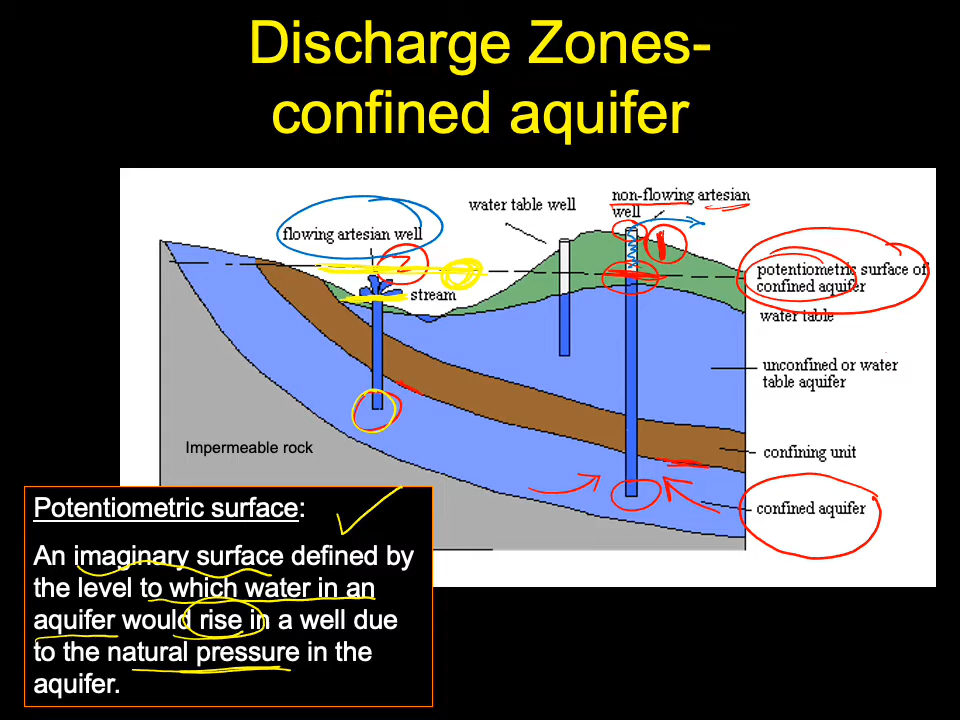 Discharge Zones-
confined aquifer
non-flowing artesian
well
water table well
flowing artesian well
1
potentiometric surface of
confined aquifer
stream
water table
unconfined or water
table aquifer
Impermeable rock
confining unit
confined aquifer
Potentiometric surface:
An imaginary surface defined by
the level to which water in an
aquifer would rise in a well due
to the natural pressure in the
aquifer.